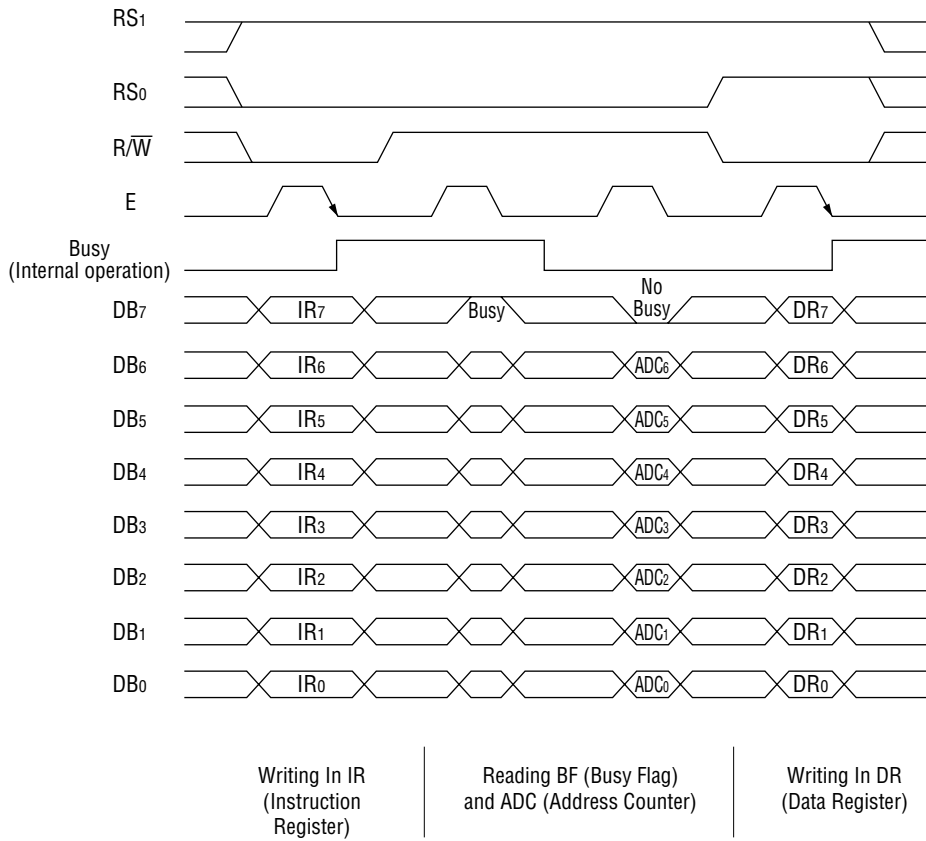 RS1
RS0
R/W̅
E
Busy
(Internal operation)
No
DB7 IR7 Busy Busy DR7
DB6 IR6 ADC6 DR6
DB5 IR5 ADC5 DR5
DB4 IR4 ADC4 DR4
DB3 IR3 ADC3 DR3
DB2 IR2 ADC2 DR2
DB1 IR1 ADC1 DR1
DB0 IR0 ADC0 DR0
Writing In IR
(Instruction
Register)
Reading BF (Busy Flag)
and ADC (Address Counter)
Writing In DR
(Data Register)